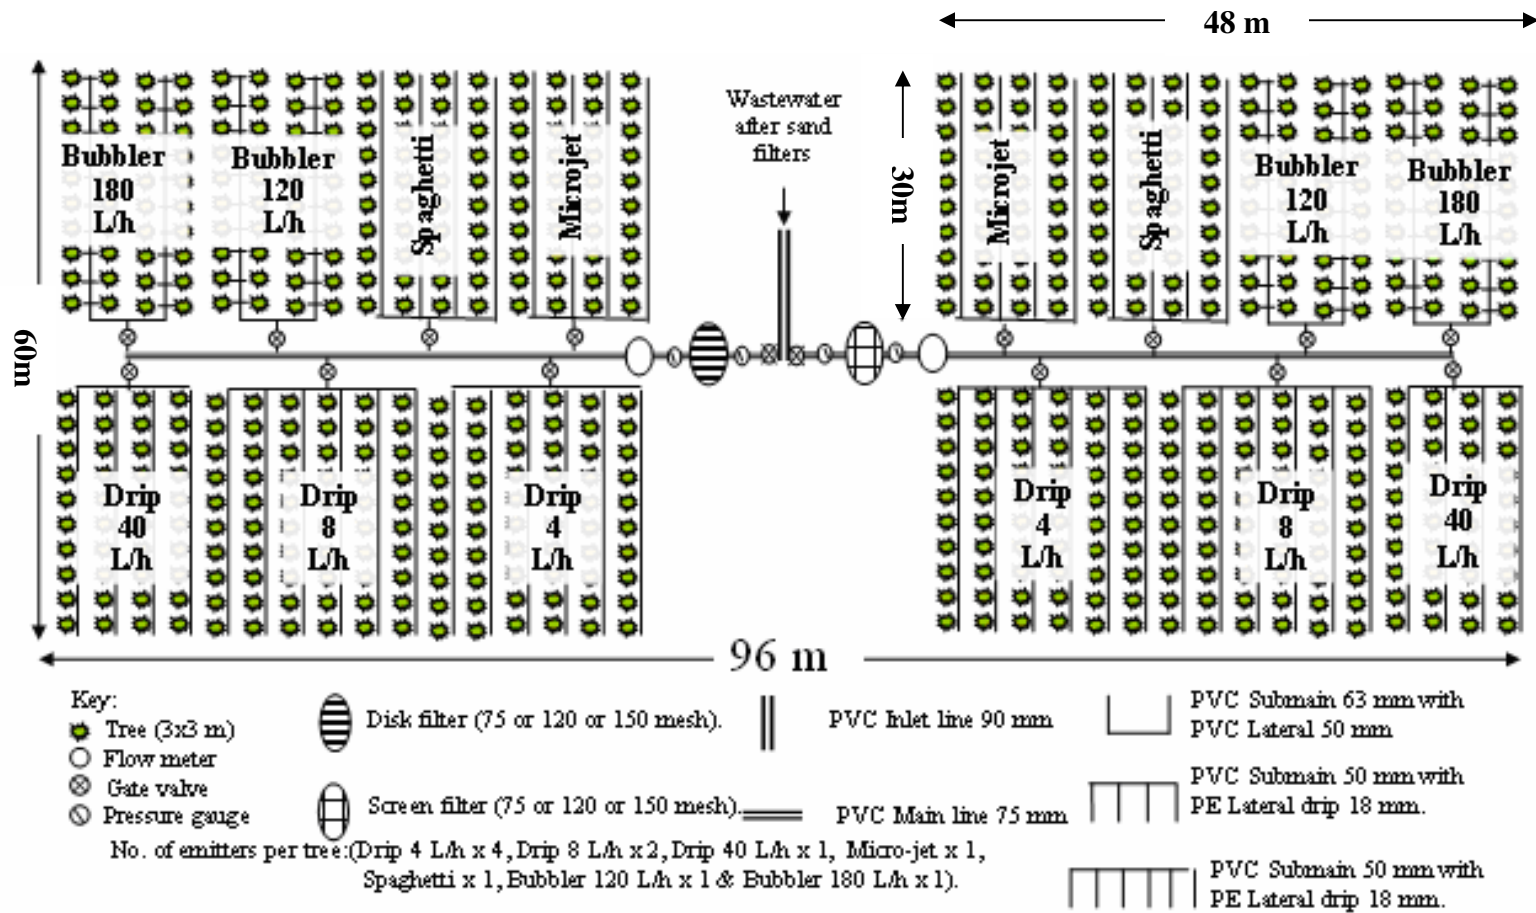 48 m
Wastewater
after sand
filters
Bubbler
180
L/h
Bubbler
120
L/h
Spaghetti
Microjet
30m
Microjet
Spaghetti
Bubbler
120
L/h
Bubbler
180
L/h
60m
Drip
40
L/h
Drip
8
L/h
Drip
4
L/h
Drip
4
L/h
Drip
8
L/h
Drip
40
L/h
96 m
Key:
Tree (3x3 m)
Flow meter
Gate valve
Pressure gauge
Disk filter (75 or 120 or 150 mesh).
Screen filter (75 or 120 or 150 mesh).
PVC Inlet line 90 mm
PVC Main line 75 mm
PVC Submain 63 mm with
PVC Lateral 50 mm
PVC Submain 50 mm with
PE Lateral drip 18 mm.
PVC Submain 50 mm with
PE Lateral drip 18 mm.
No. of emitters per tree:(Drip 4 L/h x 4, Drip 8 L/h x 2, Drip 40 L/h x 1, Micro-jet x 1,
Spaghetti x 1, Bubbler 120 L/h x 1 & Bubbler 180 L/h x 1).